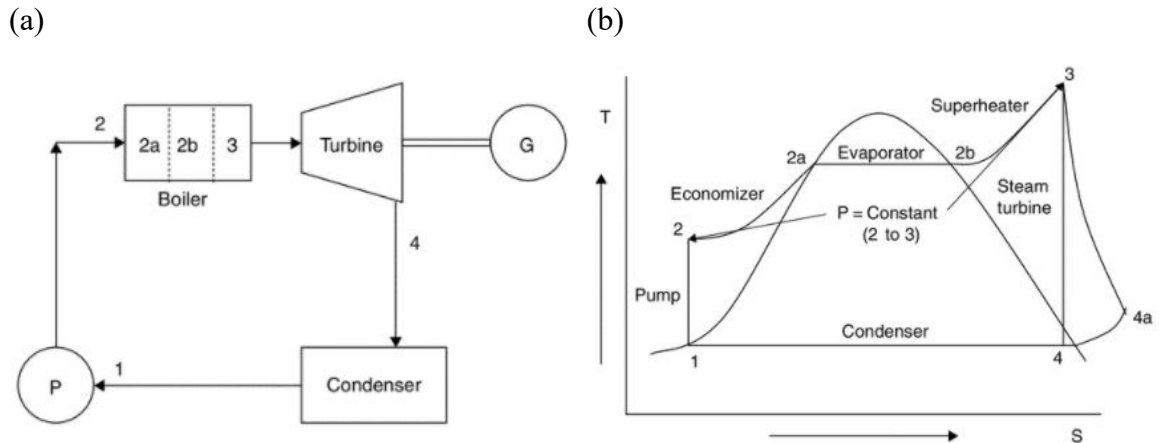 (a)
(b)
2
2a
2b
3
Boiler
Turbine
G
4
P
1
Condenser
T
S
3
Superheater
2a
Evaporator
2b
Economizer
Steam
turbine
P = Constant
(2 to 3)
2
Pump
Condenser
4a
1
4